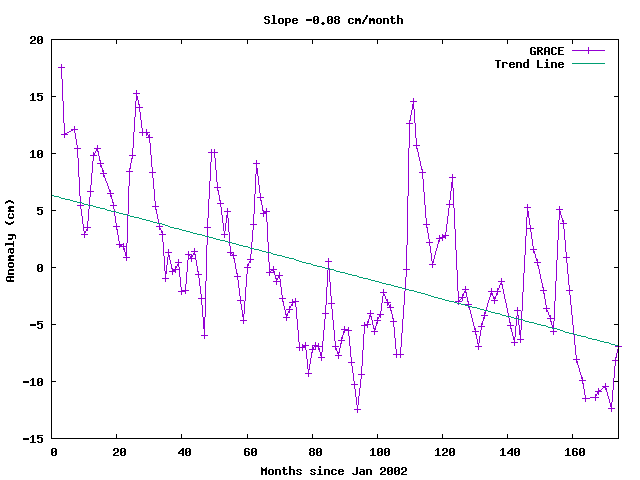 Slope -0.08 cm/month
GRACE
Trend Line
20
15
10
5
0
-5
-10
-15
Anomaly (cm)
0 20 40 60 80 100 120 140 160
Months since Jan 2002